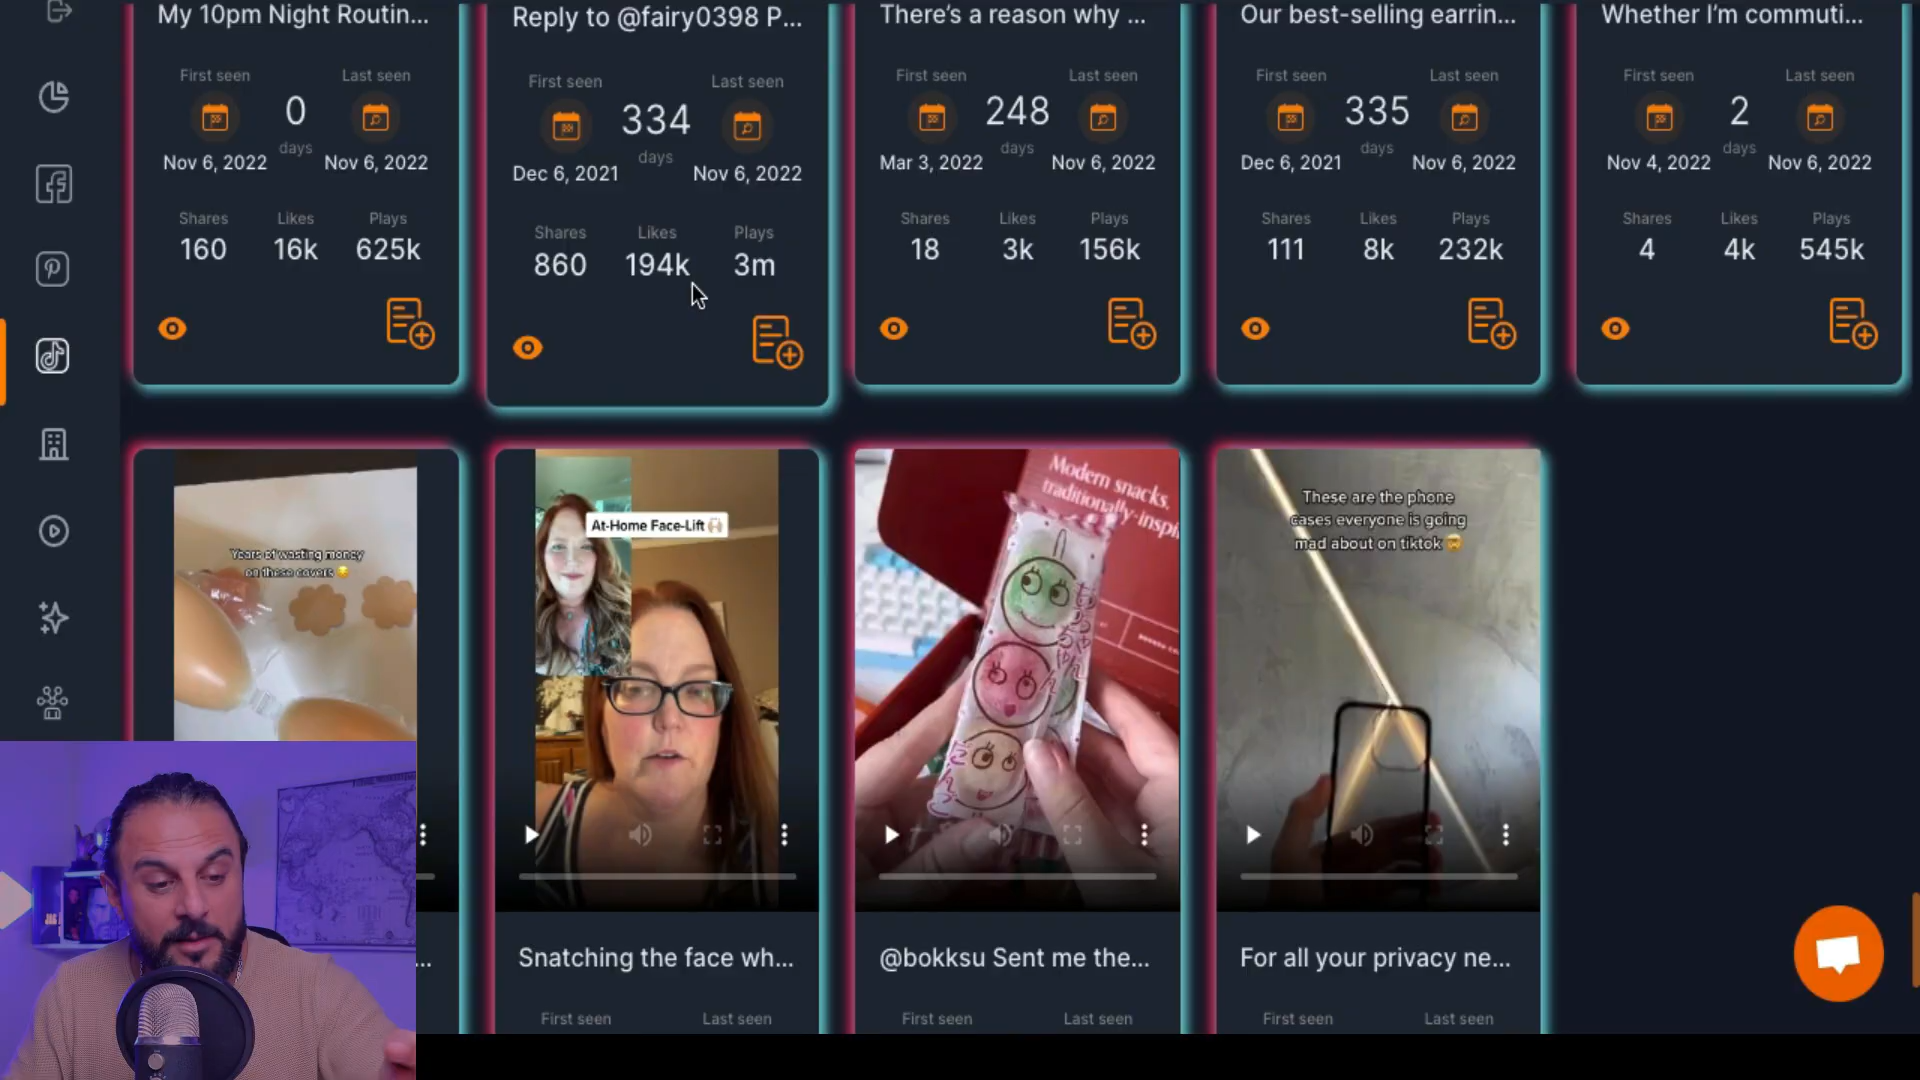 My 10pm Night Routin...
First seen
Last seen
0
days
Nov 6, 2022
Nov 6, 2022
Shares
Likes
Plays
160
16k
625k
Reply to @fairy0398 P...
First seen
Last seen
334
days
Dec 6, 2021
Nov 6, 2022
Shares
Likes
Plays
860
194k
3m
There's a reason why ...
First seen
Last seen
248
days
Mar 3, 2022
Nov 6, 2022
Shares
Likes
Plays
18
3k
156k
Our best-selling earrin...
First seen
Last seen
335
days
Dec 6, 2021
Nov 6, 2022
Shares
Likes
Plays
111
8k
232k
Whether I'm commuti...
First seen
Last seen
2
days
Nov 4, 2022
Nov 6, 2022
Shares
Likes
Plays
4
4k
545k
Years of wasting money
on these covers
...
At-Home Face-Lift
Snatching the face wh...
First seen
Last seen
Modern snacks,
traditionally-inspi
@bokksu Sent me the...
First seen
Last seen
These are the phone
cases everyone is going
mad about on tiktok
For all your privacy ne...
First seen
Last seen